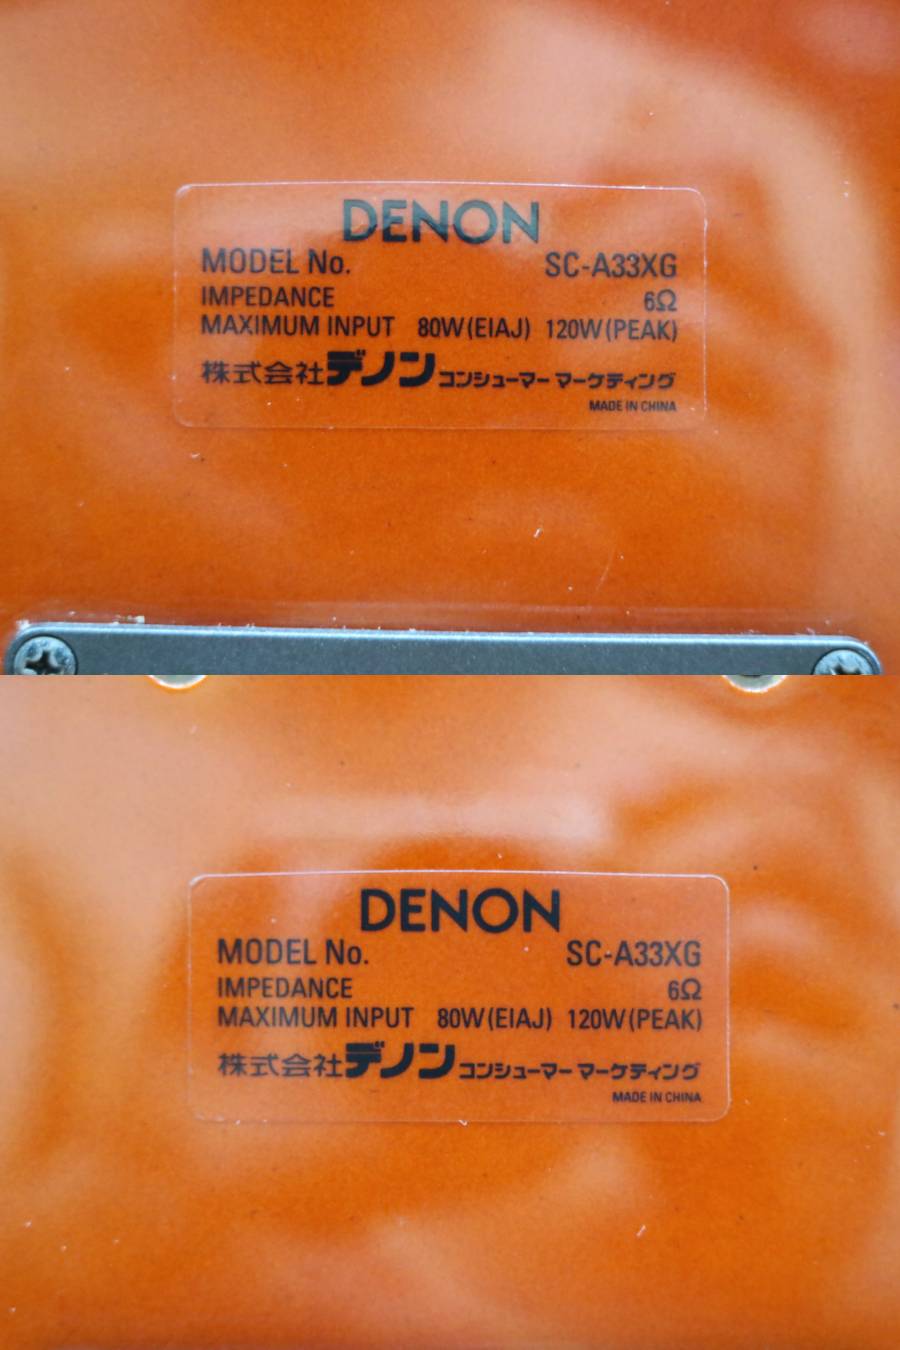 DENON
MODEL No. SC-A33XG
IMPEDANCE 6Ω
MAXIMUM INPUT 80W(EIAJ) 120W(PEAK)
株式会社デノン コンシューマー マーケティング
MADE IN CHINA
DENON
MODEL No. SC-A33XG
IMPEDANCE 6Ω
MAXIMUM INPUT 80W(EIAJ) 120W(PEAK)
株式会社デノン コンシューマー マーケティング
MADE IN CHINA